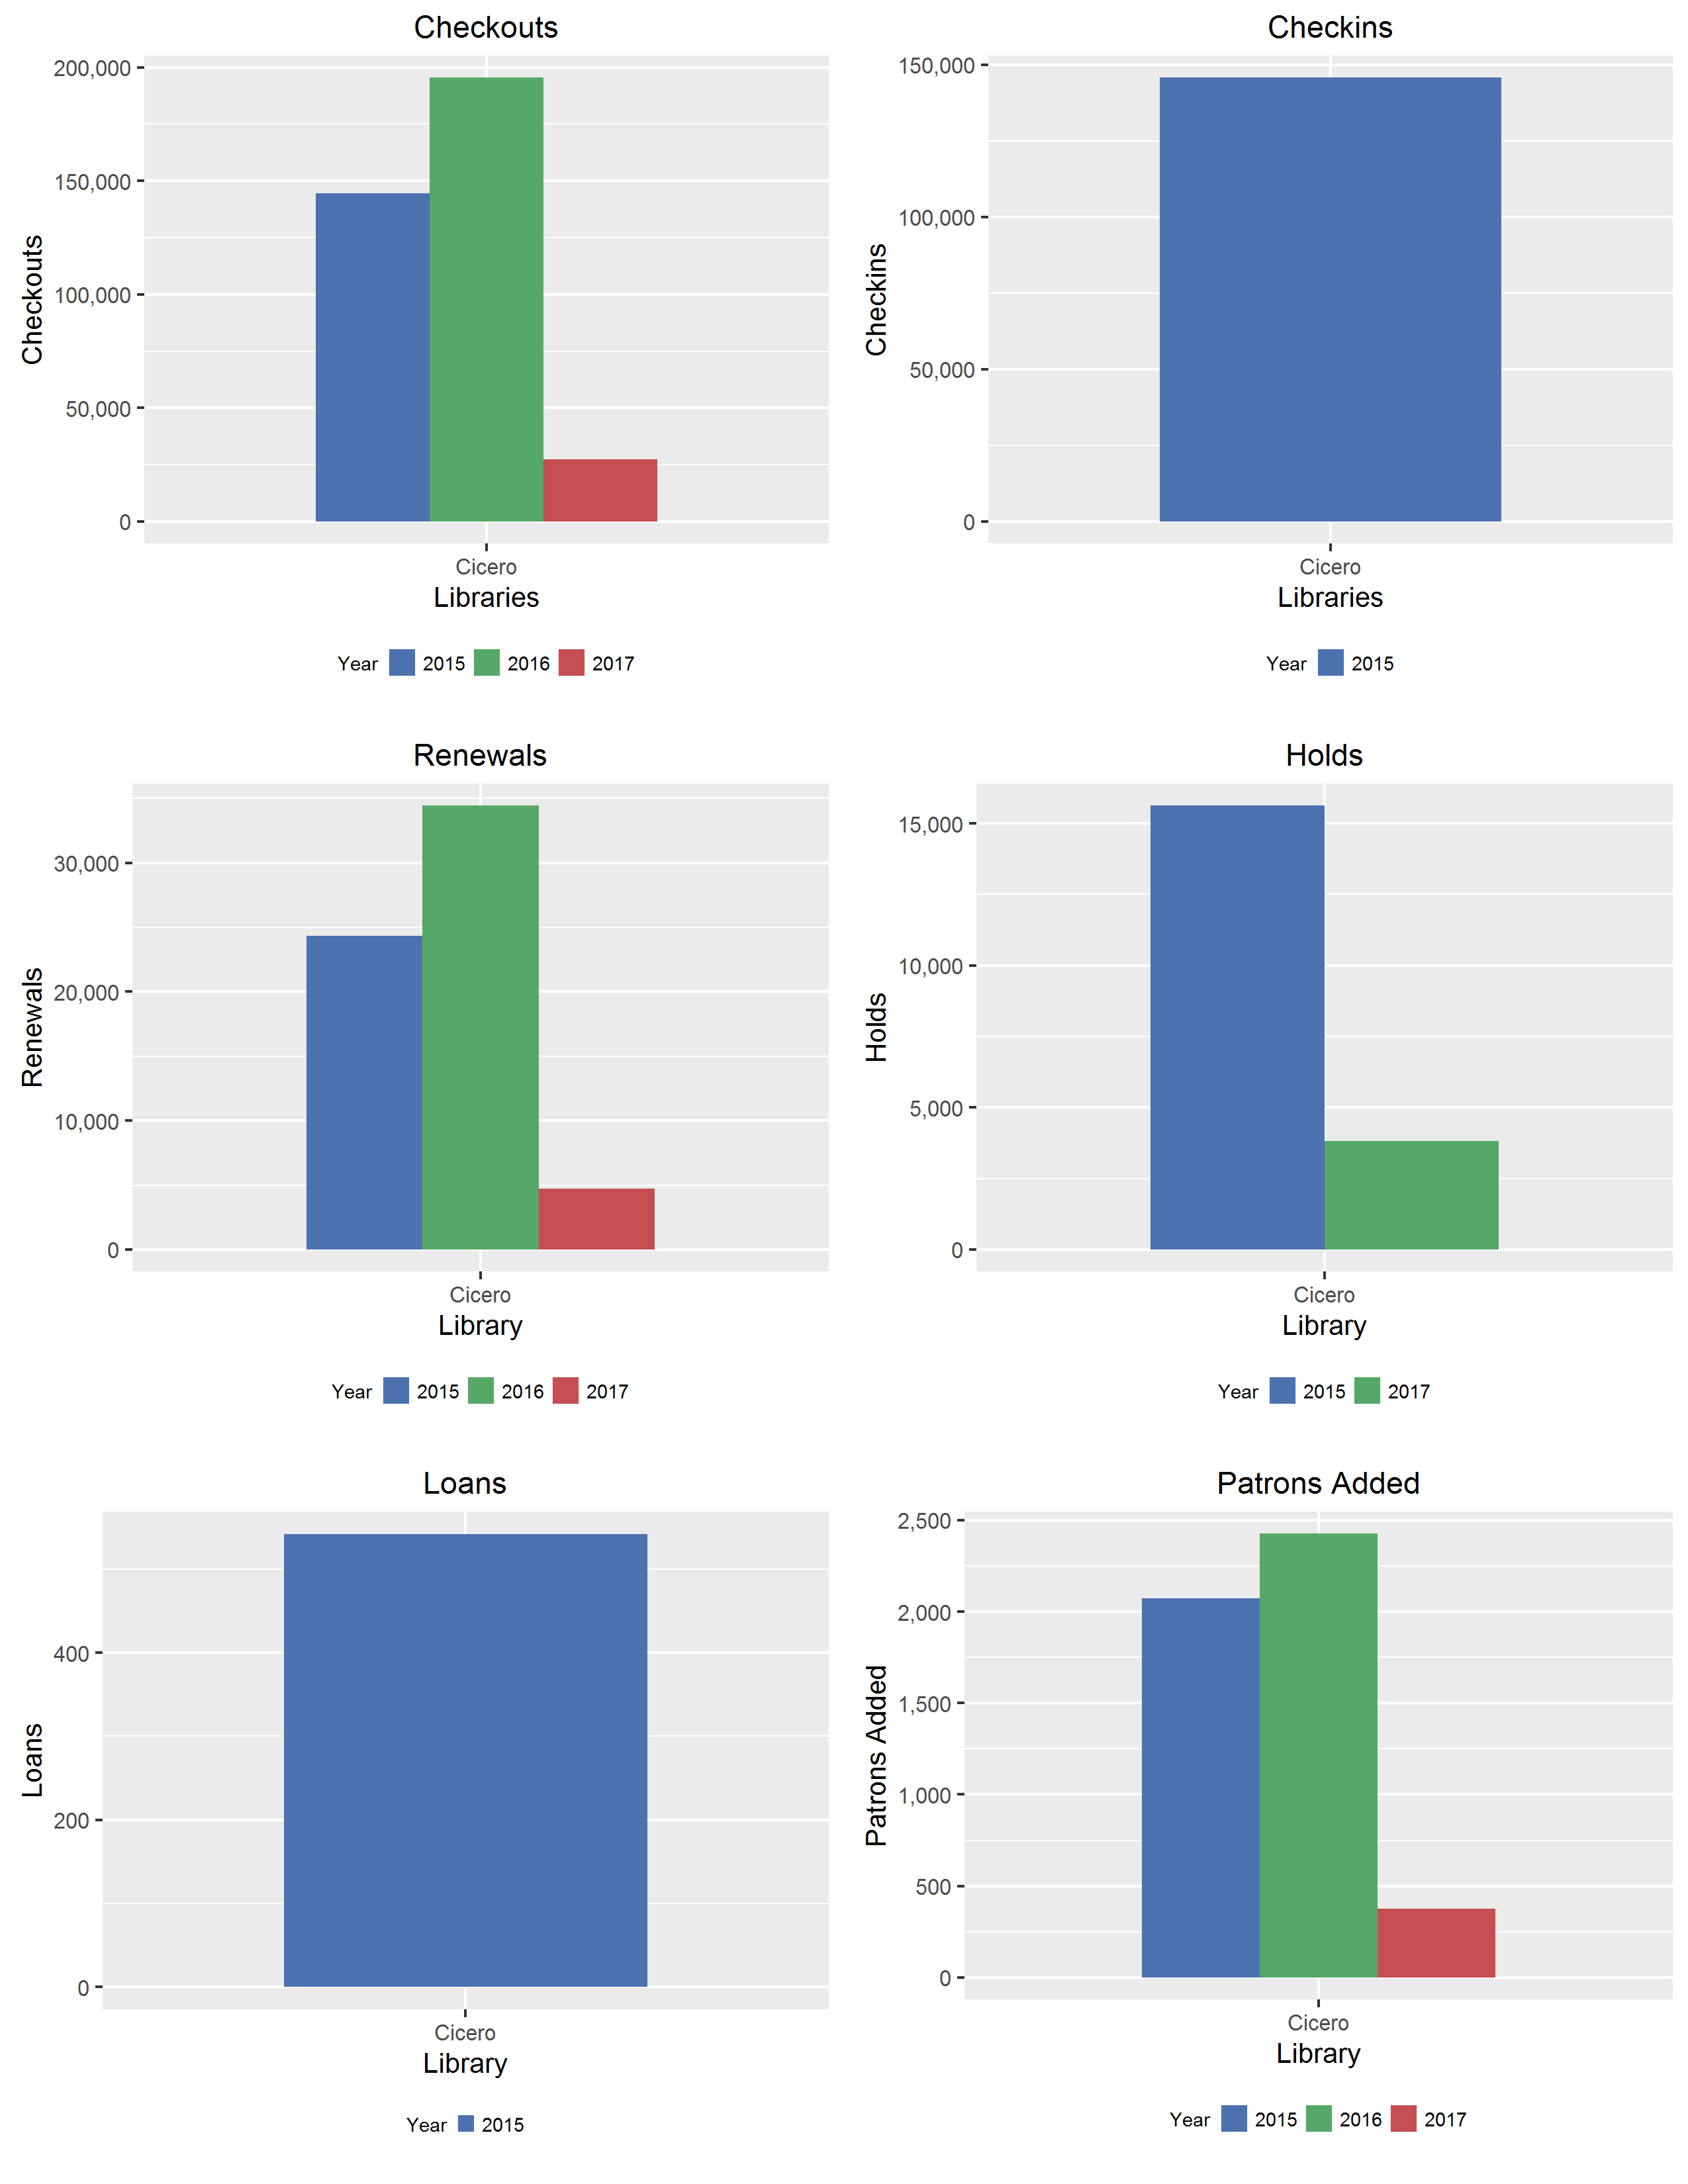 Checkouts
200,000
150,000
100,000
50,000
0
Checkouts
Cicero
Libraries
Year 2015 2016 2017
Checkins
150,000
100,000
50,000
0
Checkins
Cicero
Libraries
Year 2015
Renewals
30,000
20,000
10,000
0
Renewals
Cicero
Library
Year 2015 2016 2017
Holds
15,000
10,000
5,000
0
Holds
Cicero
Library
Year 2015 2017
Loans
400
200
0
Loans
Cicero
Library
Year 2015
Patrons Added
2,500
2,000
1,500
1,000
500
0
Patrons Added
Cicero
Library
Year 2015 2016 2017